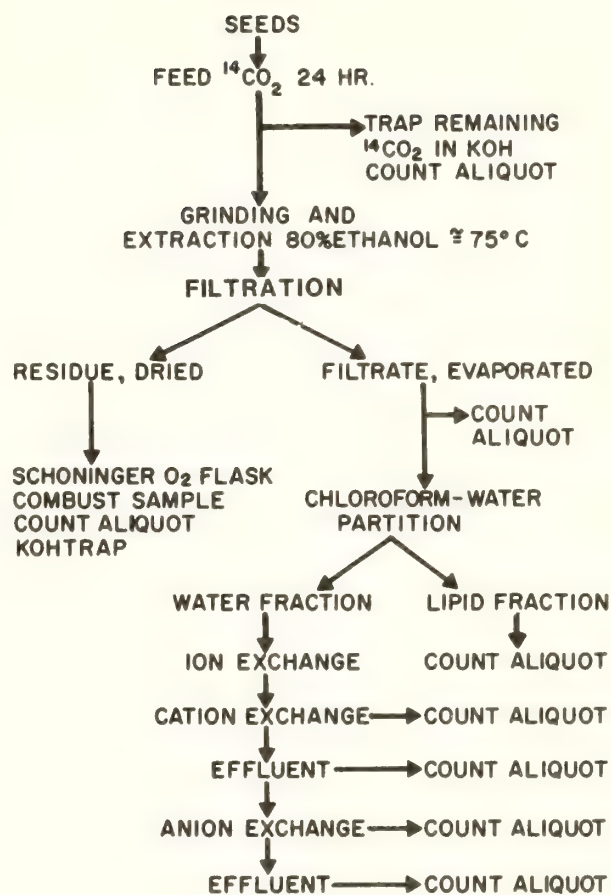 SEEDS
FEED ¹⁴CO₂ 24 HR.
TRAP REMAINING
¹⁴CO₂ IN KOH
COUNT ALIQUOT
GRINDING AND
EXTRACTION 80%ETHANOL ≅ 75° C
FILTRATION
RESIDUE, DRIED
SCHONINGER O₂ FLASK
COMBUST SAMPLE
COUNT ALIQUOT
KOHTRAP
FILTRATE, EVAPORATED
COUNT
ALIQUOT
CHLOROFORM-WATER
PARTITION
WATER FRACTION
LIPID FRACTION
ION EXCHANGE
COUNT ALIQUOT
CATION EXCHANGE
COUNT ALIQUOT
EFFLUENT
COUNT ALIQUOT
ANION EXCHANGE
COUNT ALIQUOT
EFFLUENT
COUNT ALIQUOT